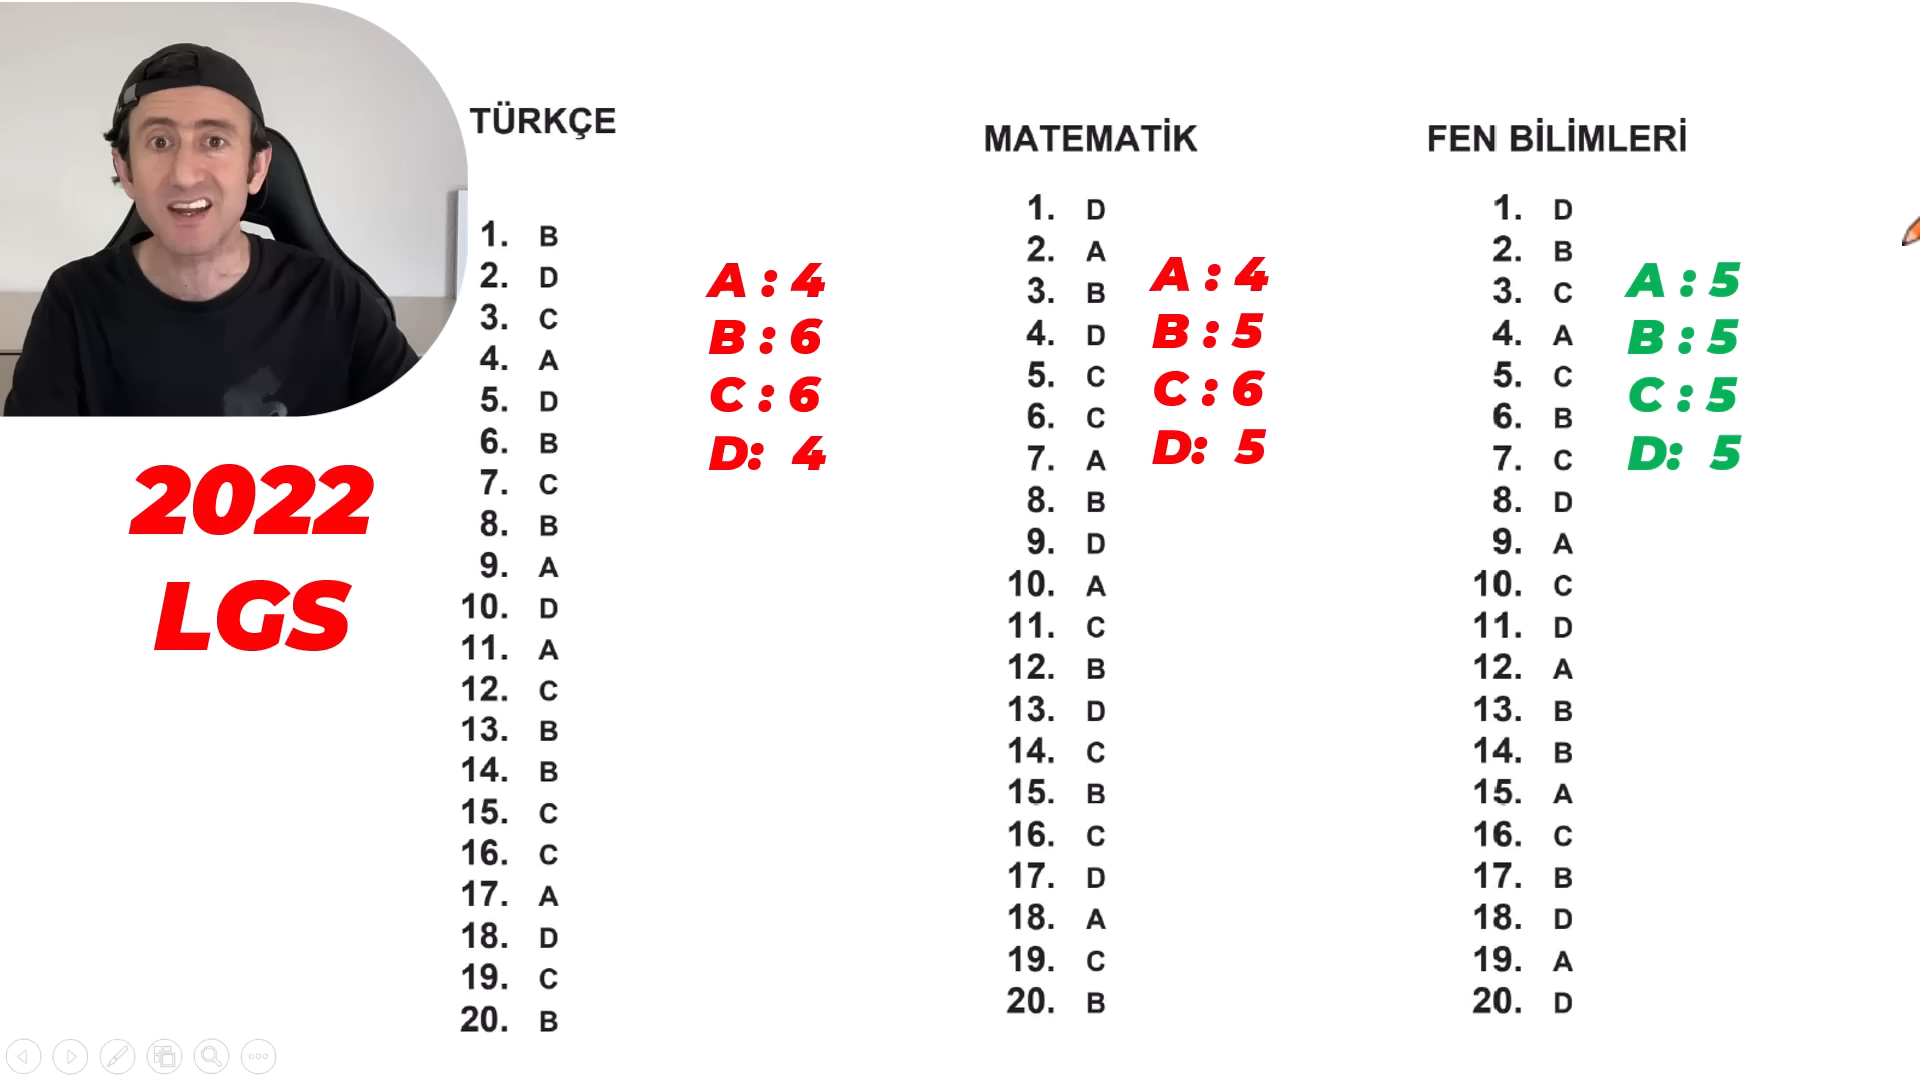 2022
LGS
TÜRKÇE
1. B
2. D
3. C
4. A
5. D
6. B
7. C
8. B
9. A
10. D
11. A
12. C
13. B
14. B
15. C
16. C
17. A
18. D
19. C
20. B
A : 4
B : 6
C : 6
D: 4
MATEMATİK
1. D
2. A
3. B
4. D
5. C
6. C
7. A
8. B
9. D
10. A
11. C
12. B
13. D
14. C
15. B
16. C
17. D
18. A
19. C
20. B
A : 4
B : 5
C : 6
D: 5
FEN BİLİMLERİ
1. D
2. B
3. C
4. A
5. C
6. B
7. C
8. D
9. A
10. C
11. D
12. A
13. B
14. B
15. A
16. C
17. B
18. D
19. A
20. D
A : 5
B : 5
C : 5
D: 5